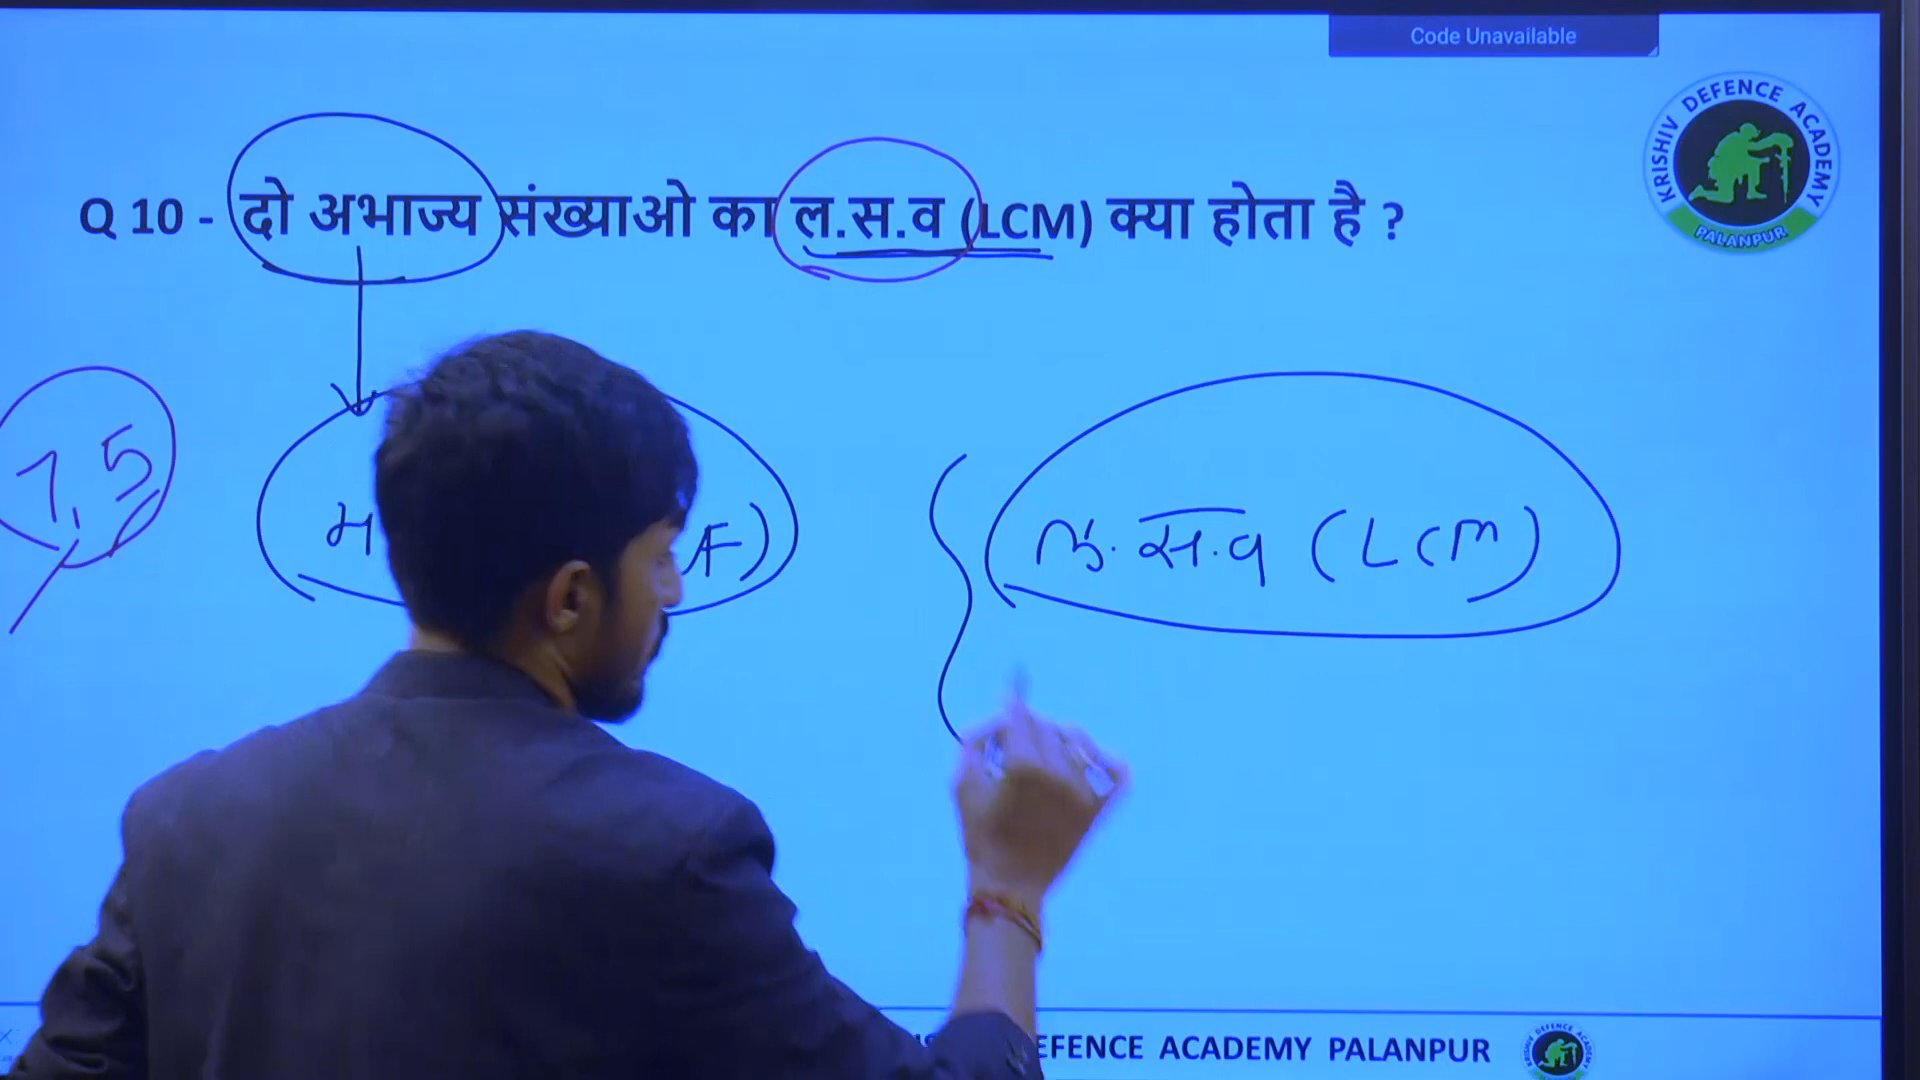 Code Unavailable
KRISHIV DEFENCE ACADEMY
PALANPUR
Q 10 - दो अभाज्य संख्याओ का ल.स.व (LCM) क्या होता है ?
7, 5
म F)
ल.स.व (LCM)
EFENCE ACADEMY PALANPUR